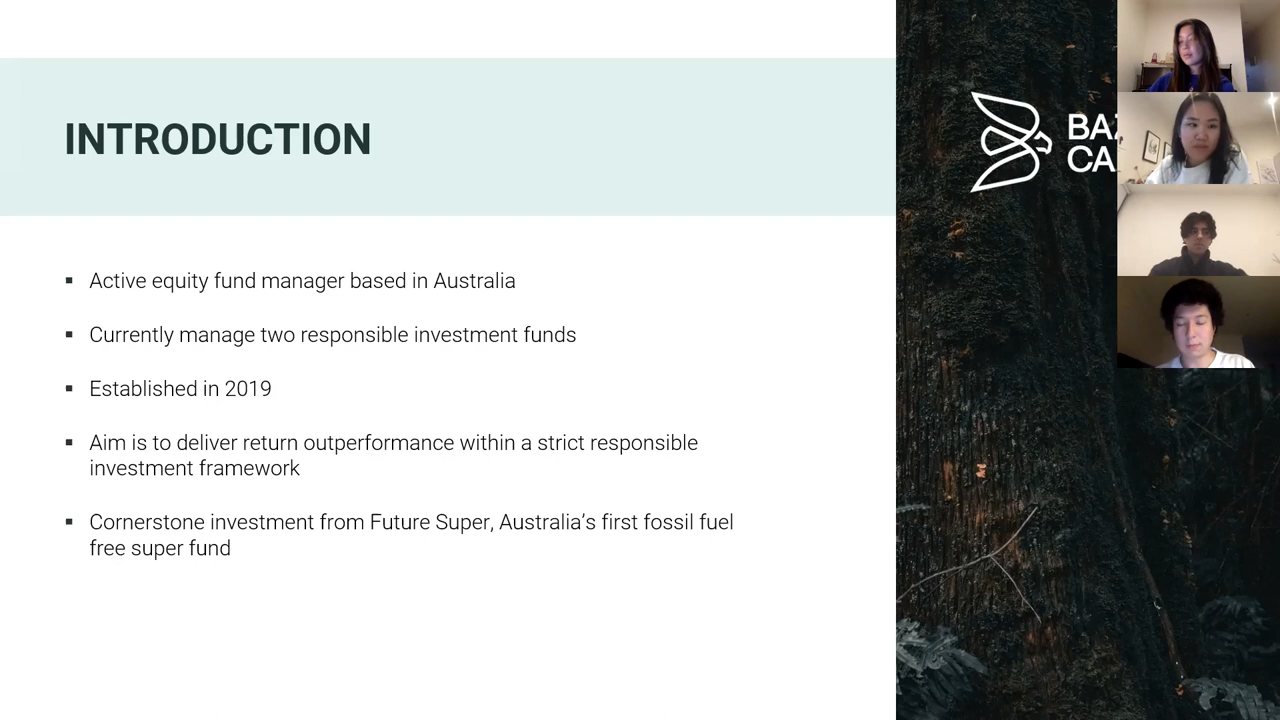 INTRODUCTION
BA
CA
Active equity fund manager based in Australia
Currently manage two responsible investment funds
Established in 2019
Aim is to deliver return outperformance within a strict responsible
investment framework
Cornerstone investment from Future Super, Australia’s first fossil fuel
free super fund